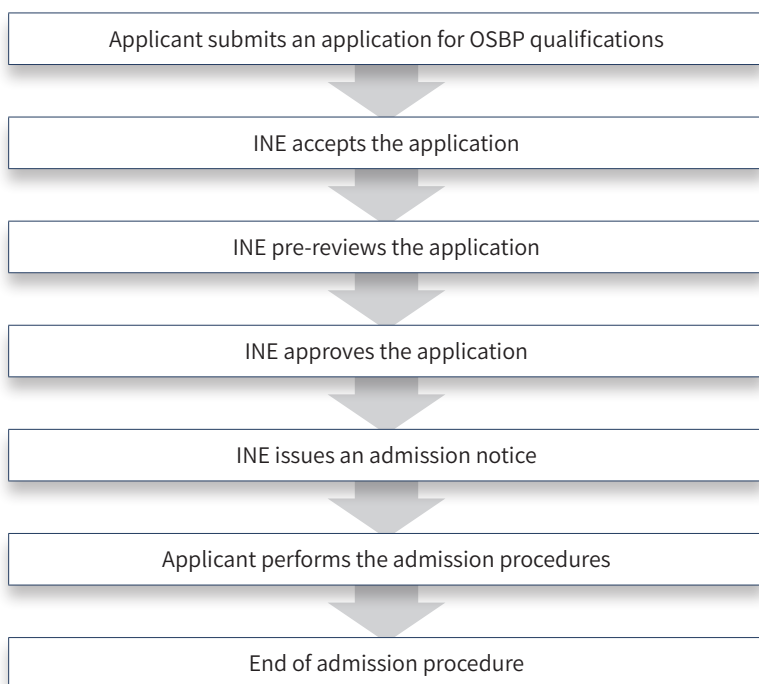 Applicant submits an application for OSBP qualifications
INE accepts the application
INE pre-reviews the application
INE approves the application
INE issues an admission notice
Applicant performs the admission procedures
End of admission procedure